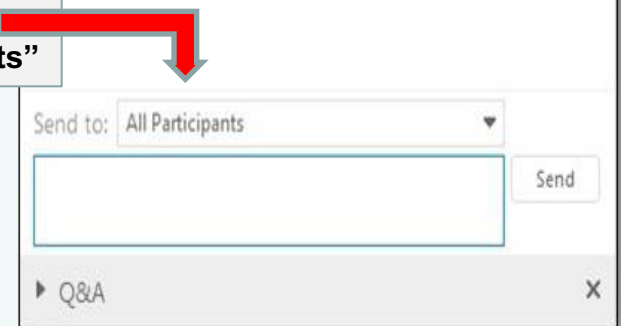 ts”
Send to: All Participants
Send
Q&A
X